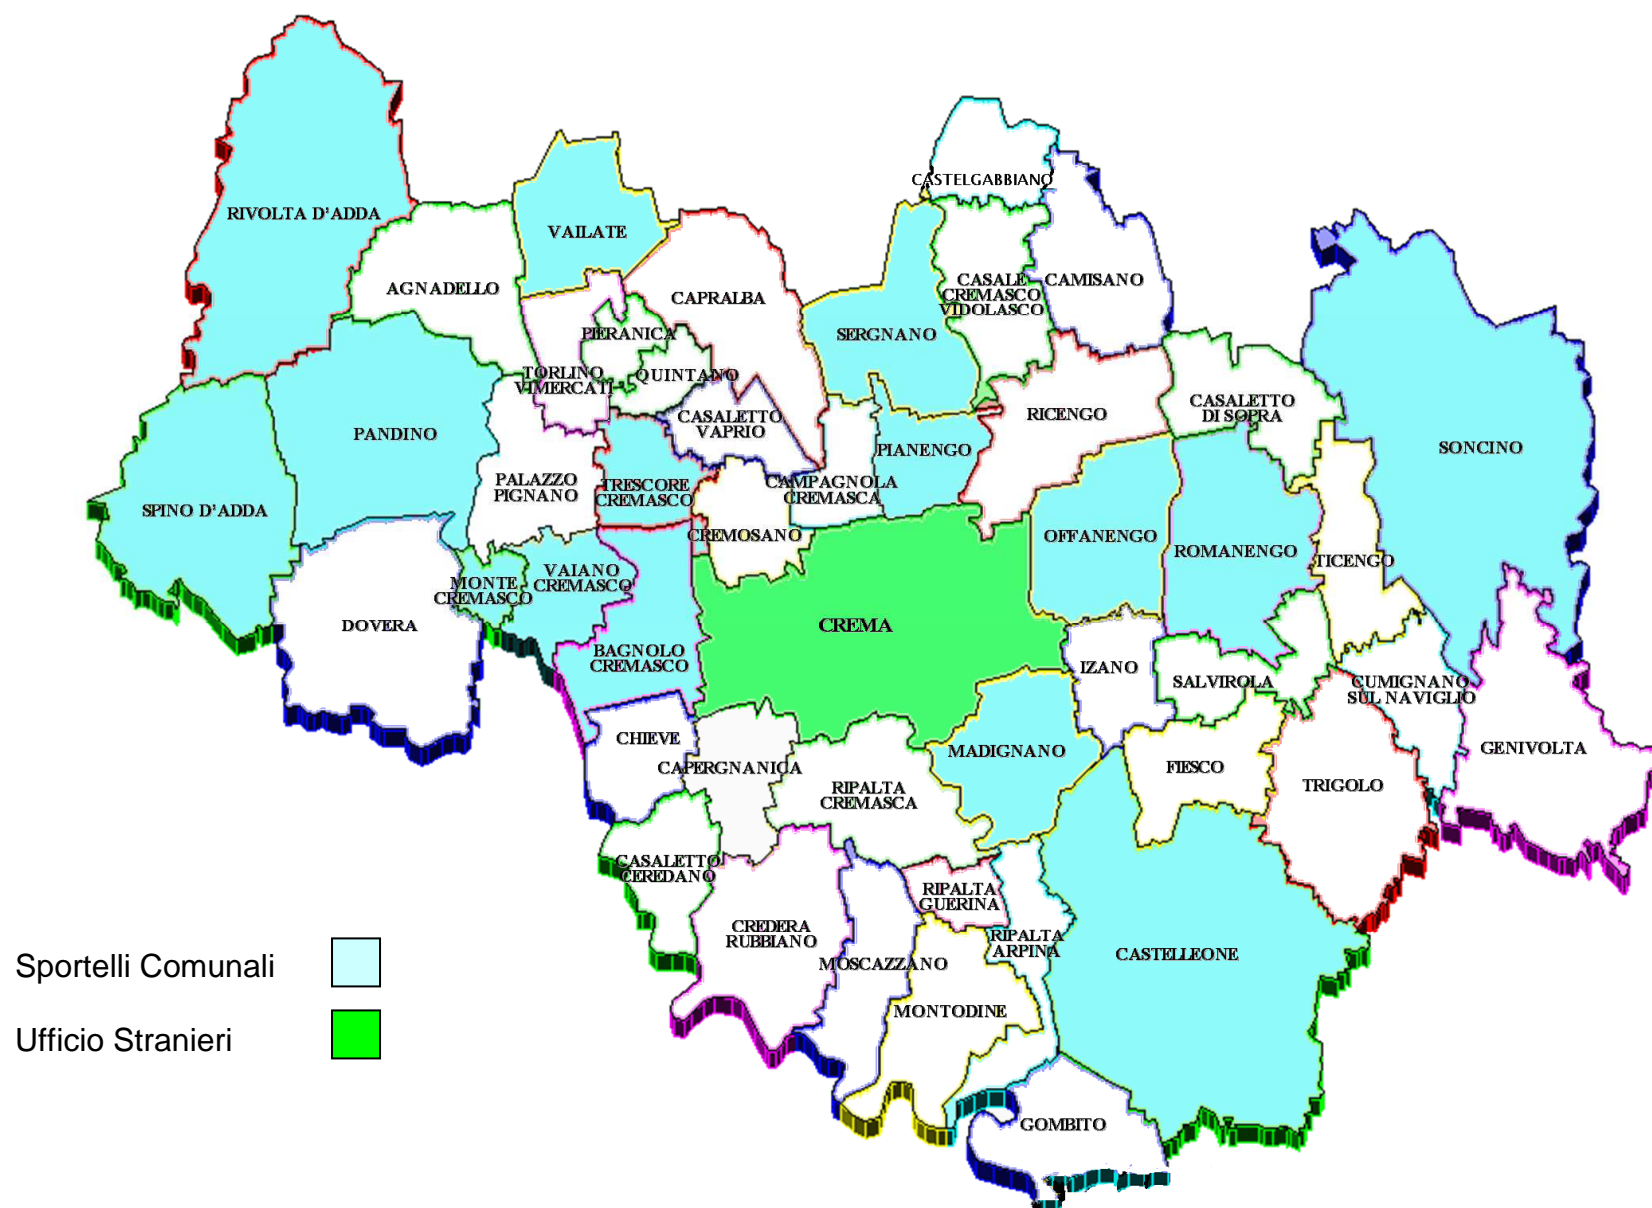 CASTELGABBIANO
RIVOLTA D'ADDA
VAILATE
AGNADELLO
CAPRALBA
CASALE
CREMASCO
VIDOLASCO
CAMISANO
PIERANICA
SERGNANO
TORLINO
VIMERCATI
QUINTANO
CASALETTO
VAPRIO
RICENGO
CASALETTO
DI SOPRA
PANDINO
PIANENGO
SONCINO
PALAZZO
PIGNANO
TRESCORE
CREMASCO
CAMPAGNOLA
CREMASCA
SPINO D'ADDA
CREMOSANO
OFFANENGO
ROMANENGO
TICENGO
MONTE
CREMASCO
VAIANO
CREMASCO
DOVERA
CREMA
BAGNOLO
CREMASCO
IZANO
SALVIROLA
CUMIGNANO
SUL NAVIGLIO
CHIEVE
CAPERGNANICA
MADIGNANO
FIESCO
GENIVOLTA
RIPALTA
CREMASCA
TRIGOLO
CASALETTO
CEREDANO
RIPALTA
GUERINA
CREDERA
RUBBIANO
RIPALTA
ARPINA
CASTELLEONE
MOSCAZZANO
MONTODINE
GOMBITO
Sportelli Comunali
Ufficio Stranieri